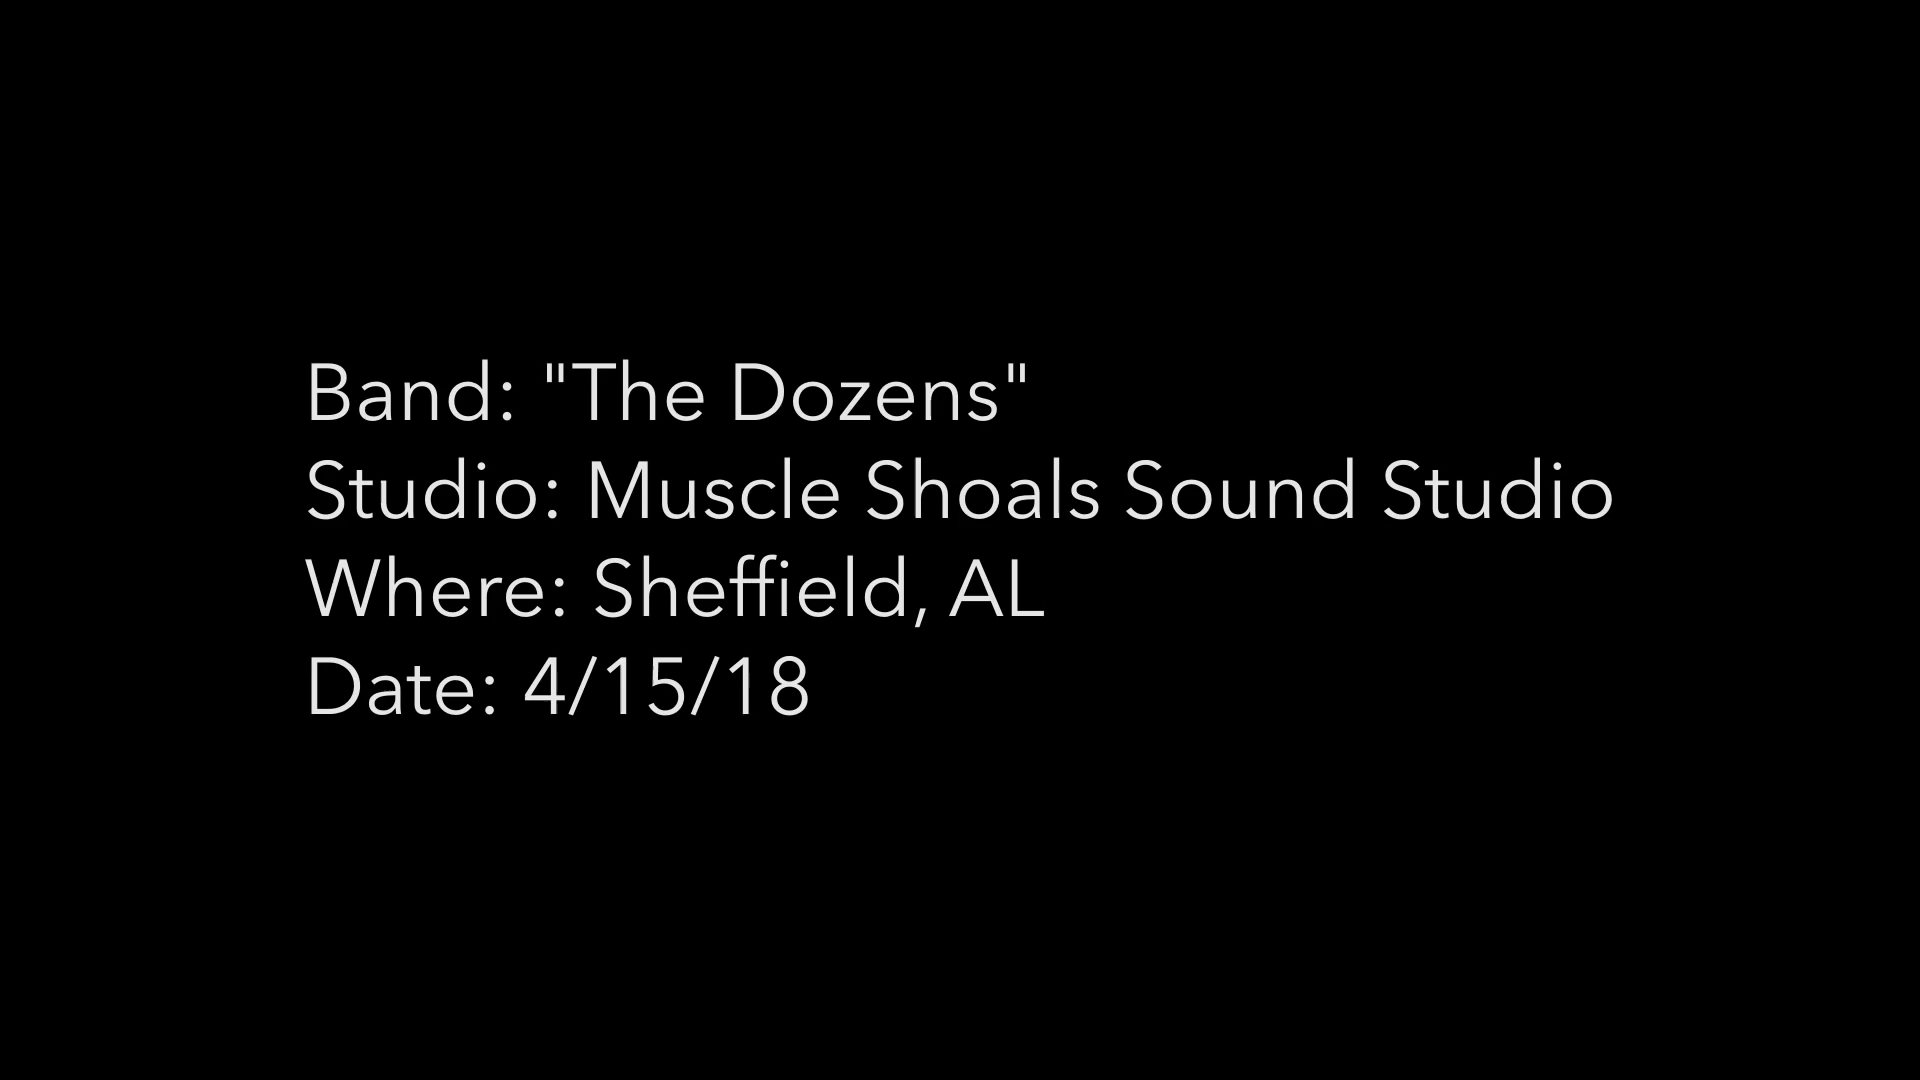 Band: "The Dozens"
Studio: Muscle Shoals Sound Studio
Where: Sheffield, AL
Date: 4/15/18